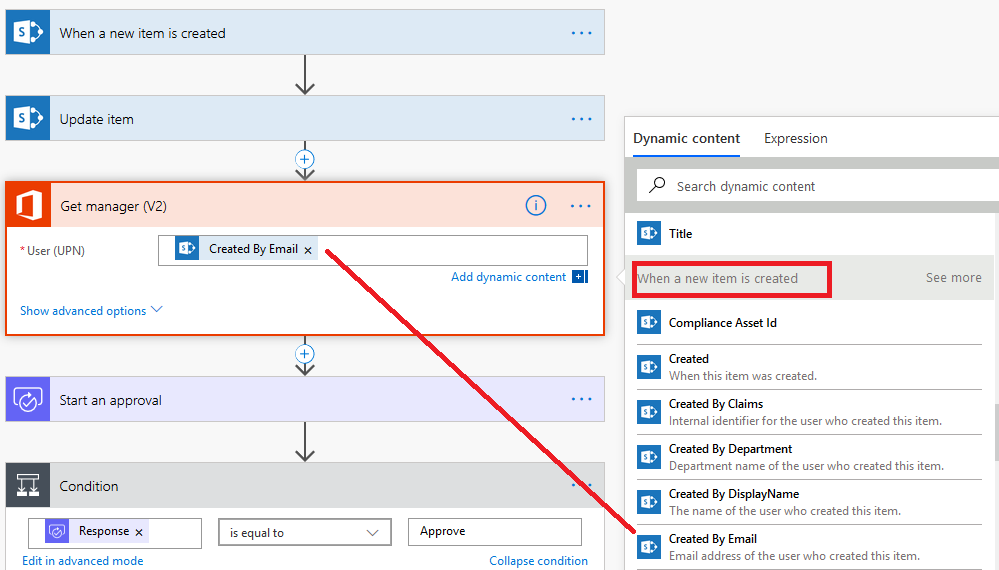 When a new item is created
Update item
Get manager (V2)
* User (UPN)
Created By Email ×
Add dynamic content
Show advanced options
Start an approval
Condition
Response ×
is equal to
Approve
Edit in advanced mode
Collapse condition
Dynamic content
Expression
Search dynamic content
Title
When a new item is created
See more
Compliance Asset Id
Created
When this item was created.
Created By Claims
Internal identifier for the user who created this item.
Created By Department
Department name of the user who created this item.
Created By DisplayName
The name of the user who created this item.
Created By Email
Email address of the user who created this item.